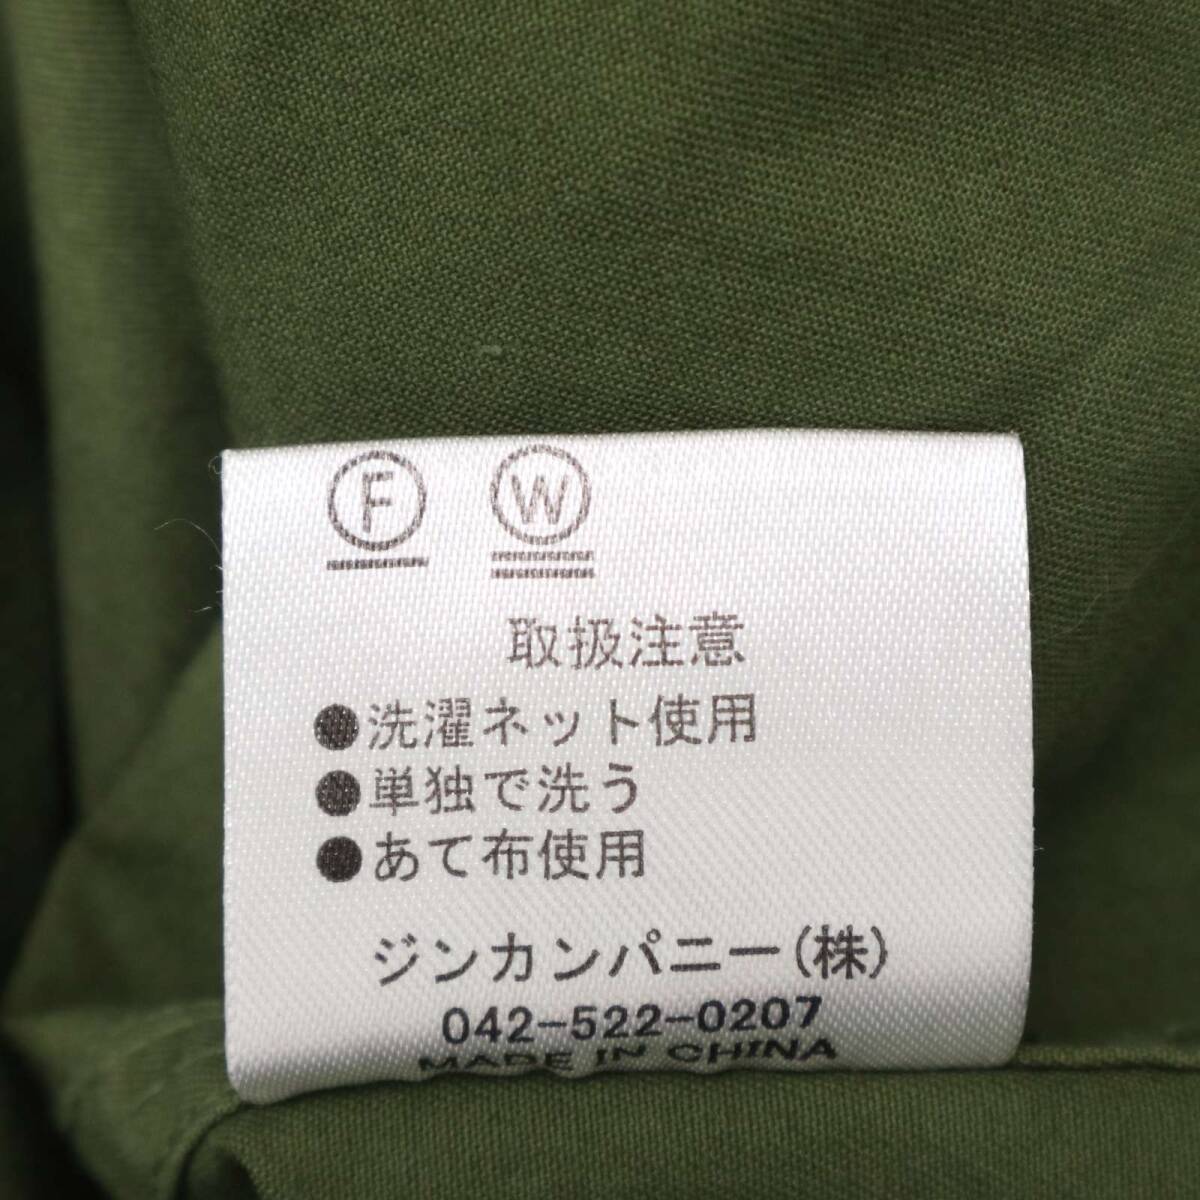 F W
取扱注意
●洗濯ネット使用
●単独で洗う
●あて布使用
ジンカンパニー(株)
042-522-0207
MADE IN CHINA